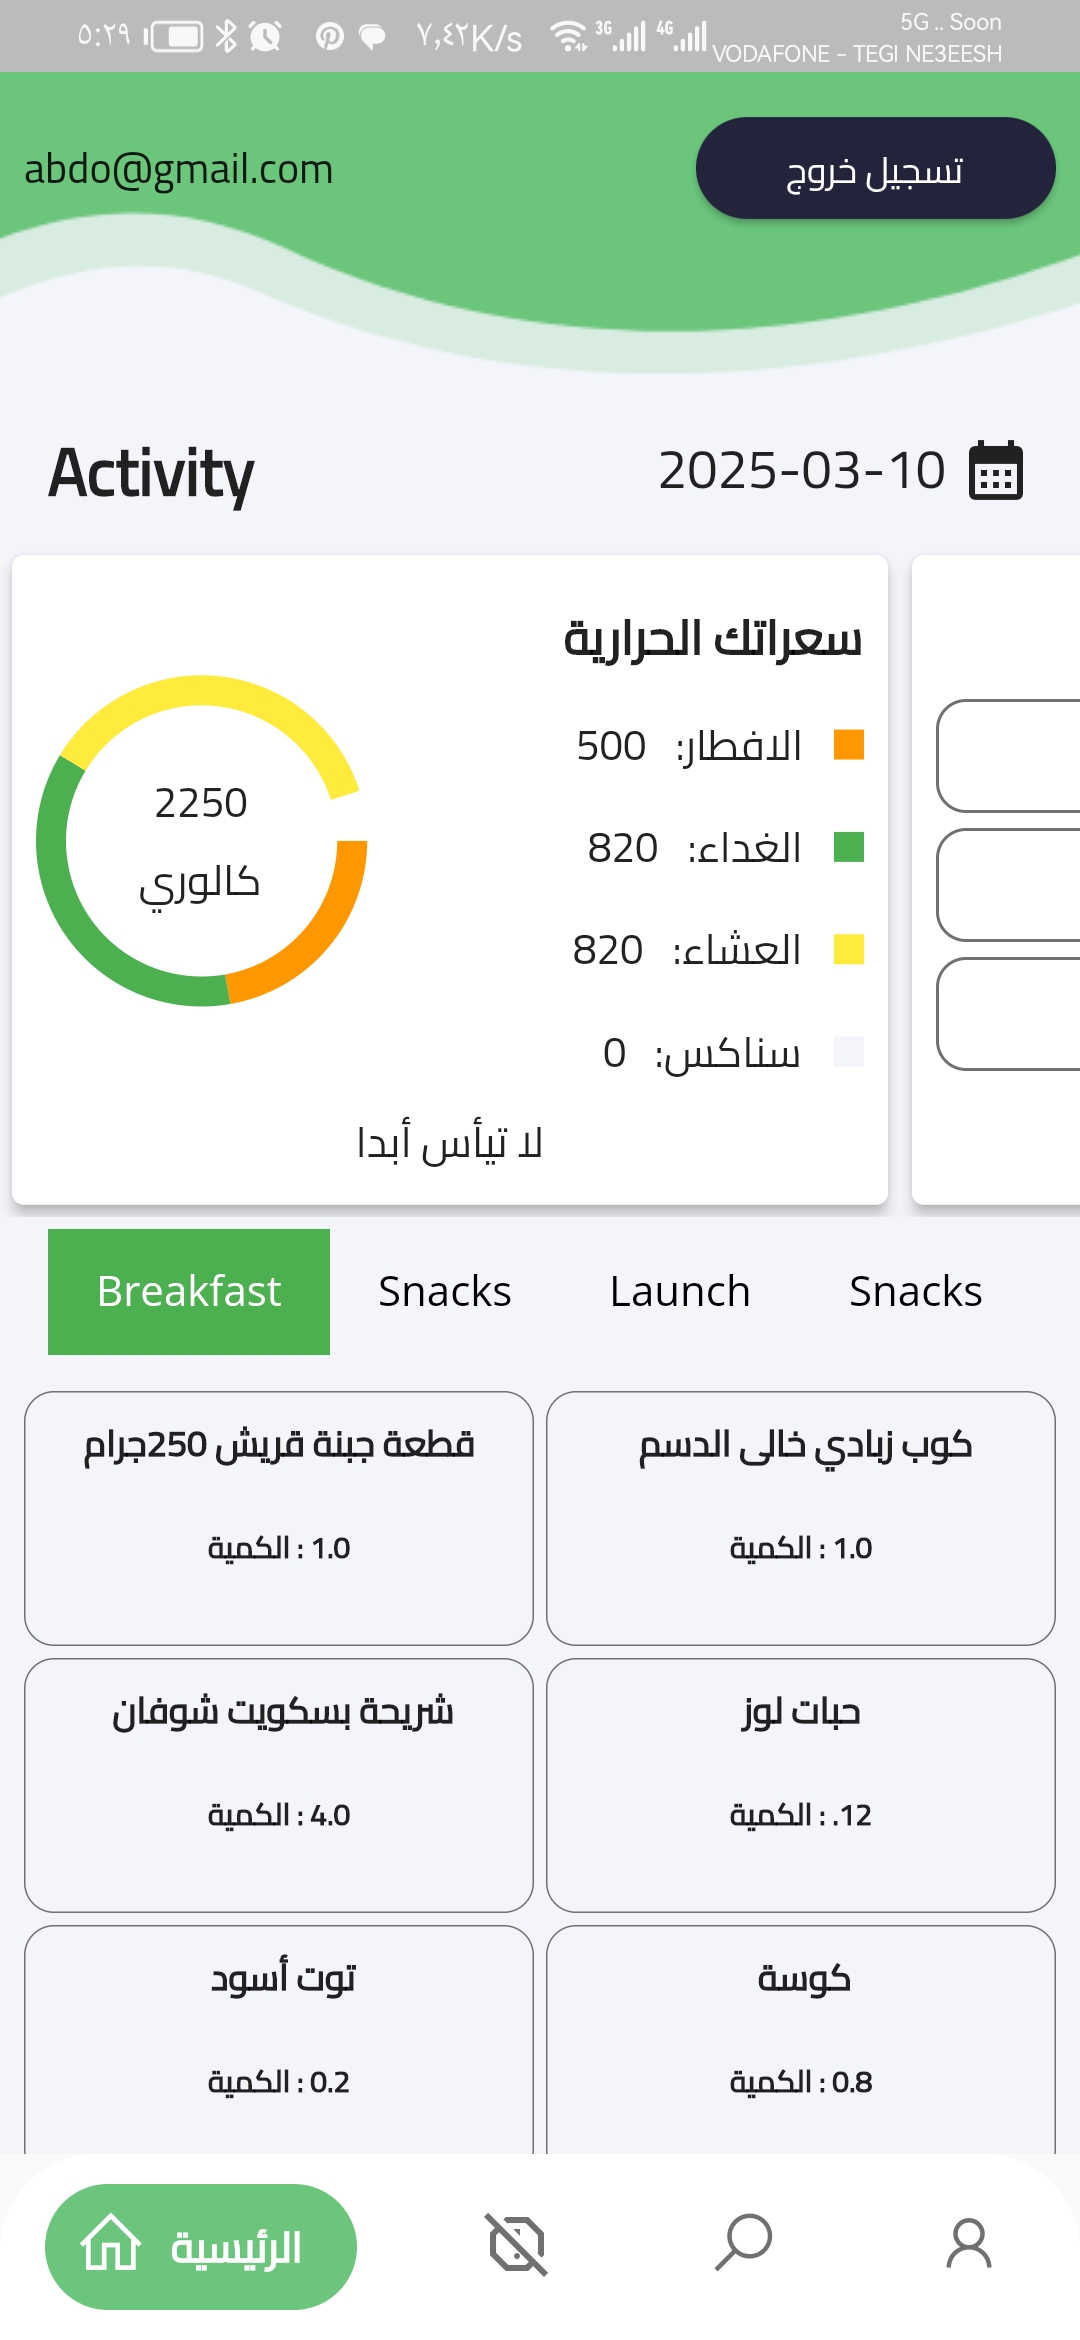 ٥:٢٩
٧,٤٢K/s
3G
4G
5G .. Soon
VODAFONE – TEGI NE3EESH
abdo@gmail.com
تسجيل خروج
Activity
2025-03-10
سعراتك الحرارية
2250
كالوري
الافطار: 500
الغداء: 820
العشاء: 820
سناكس: 0
لا تيأس أبدا
Breakfast Snacks Launch Snacks
كوب زبادي خالى الدسم
الكمية : 1.0
قطعة جبنة قريش 250جرام
الكمية : 1.0
حبات لوز
الكمية : .12
شريحة بسكويت شوفان
الكمية : 4.0
كوسة
الكمية : 0.8
توت أسود
الكمية : 0.2
الرئيسية